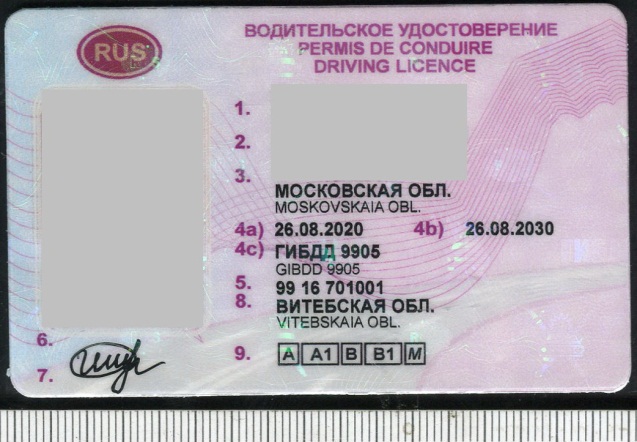 RUS
ВОДИТЕЛЬСКОЕ УДОСТОВЕРЕНИЕ
PERMIS DE CONDUIRE
DRIVING LICENCE
1.
2.
3.
МОСКОВСКАЯ ОБЛ.
MOSKOVSKAIA OBL.
4a) 26.08.2020 4b) 26.08.2030
4c) ГИБДД 9905
GIBDD 9905
5. 99 16 701001
8. ВИТЕБСКАЯ ОБЛ.
VITEBSKAIA OBL.
6.
7.
9. A A1 B B1 M